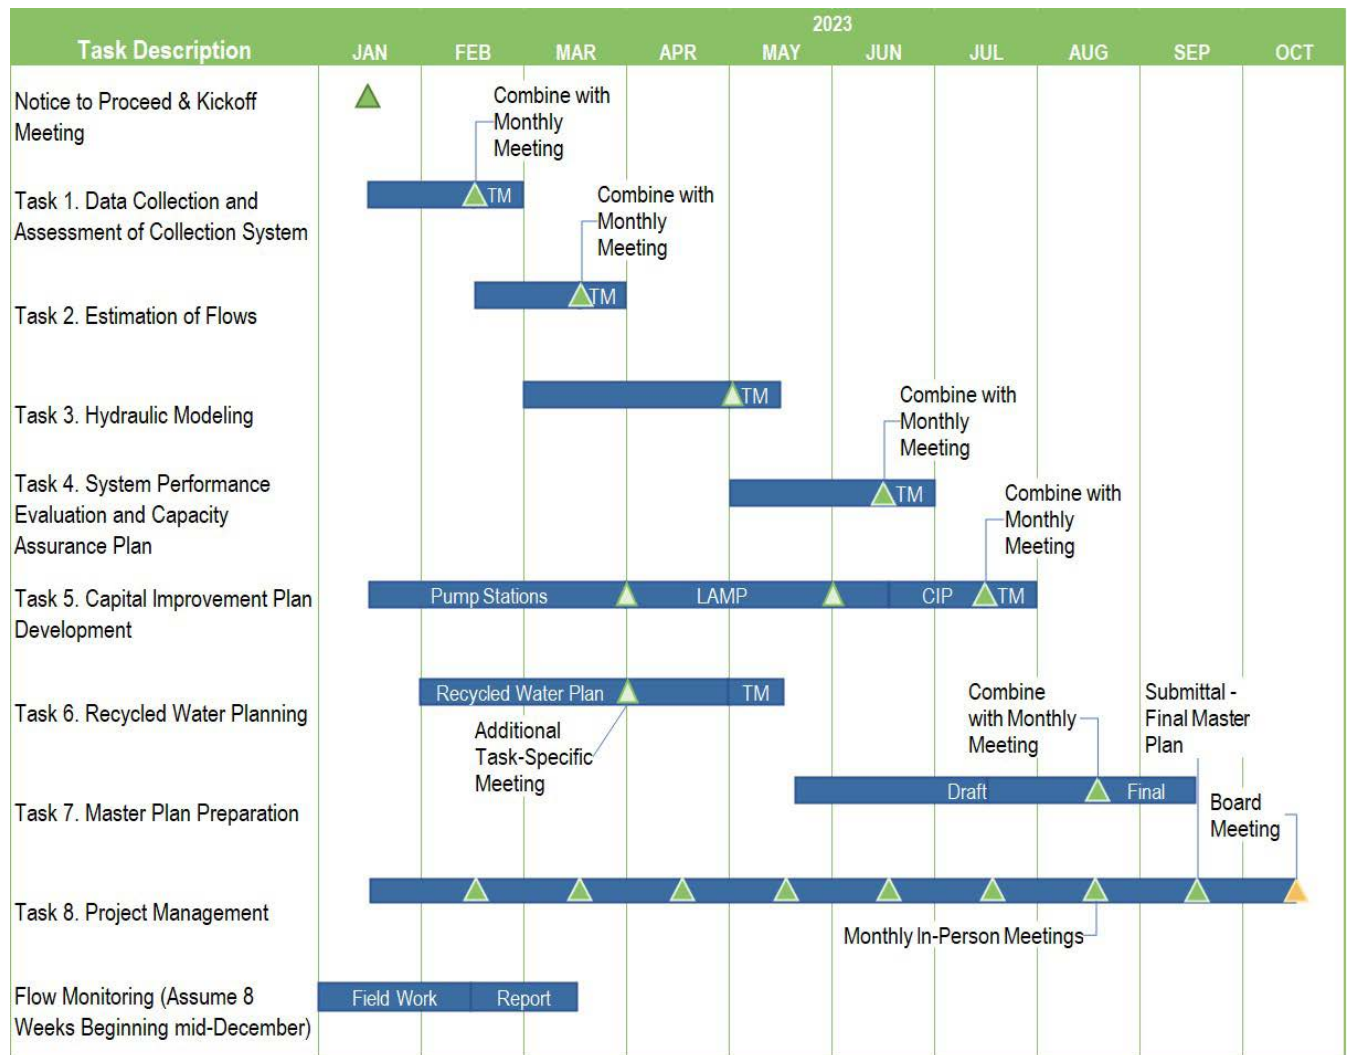 2023
Task Description JAN FEB MAR APR MAY JUN JUL AUG SEP OCT
Notice to Proceed & Kickoff
Meeting
Combine with
Monthly
Meeting
Task 1. Data Collection and
Assessment of Collection System
TM
Combine with
Monthly
Meeting
Task 2. Estimation of Flows
TM
Task 3. Hydraulic Modeling
TM
Combine with
Monthly
Meeting
Task 4. System Performance
Evaluation and Capacity
Assurance Plan
TM
Combine with
Monthly
Meeting
Task 5. Capital Improvement Plan
Development
Pump Stations LAMP CIP TM
Task 6. Recycled Water Planning
Recycled Water Plan TM
Additional
Task-Specific
Meeting
Combine
with Monthly
Meeting
Submittal -
Final Master
Plan
Task 7. Master Plan Preparation
Draft Final
Board
Meeting
Task 8. Project Management
Monthly In-Person Meetings
Flow Monitoring (Assume 8
Weeks Beginning mid-December)
Field Work Report